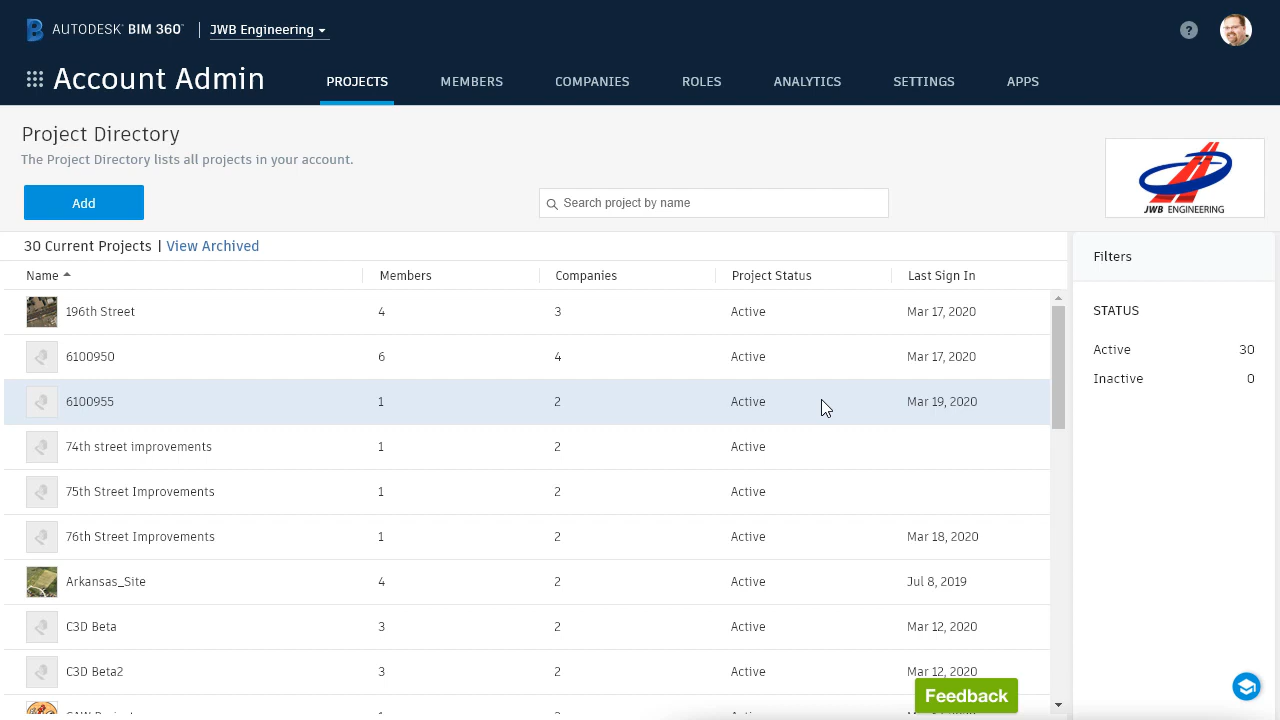 AUTODESK® BIM 360™ JWB Engineering
?
Account Admin PROJECTS MEMBERS COMPANIES ROLES ANALYTICS SETTINGS APPS
Project Directory
The Project Directory lists all projects in your account.
JWB ENGINEERING
Add Search project by name
30 Current Projects | View Archived
Filters
Name Members Companies Project Status Last Sign In
STATUS
196th Street 4 3 Active Mar 17, 2020
Active 30
6100950 6 4 Active Mar 17, 2020
Inactive 0
6100955 1 2 Active Mar 19, 2020
74th street improvements 1 2 Active
75th Street Improvements 1 2 Active
76th Street Improvements 1 2 Active Mar 18, 2020
Arkansas_Site 4 2 Active Jul 8, 2019
C3D Beta 3 2 Active Mar 12, 2020
C3D Beta2 3 2 Active Mar 12, 2020
Feedback